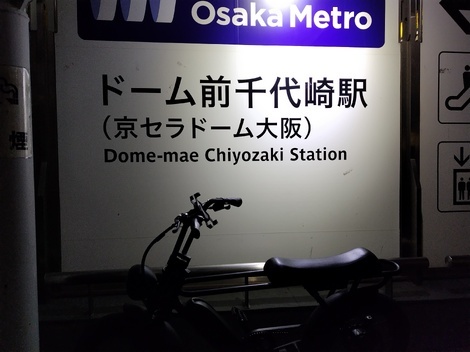 Osaka Metro
ドーム前千代崎駅
(京セラドーム大阪)
Dome-mae Chiyozaki Station
煙